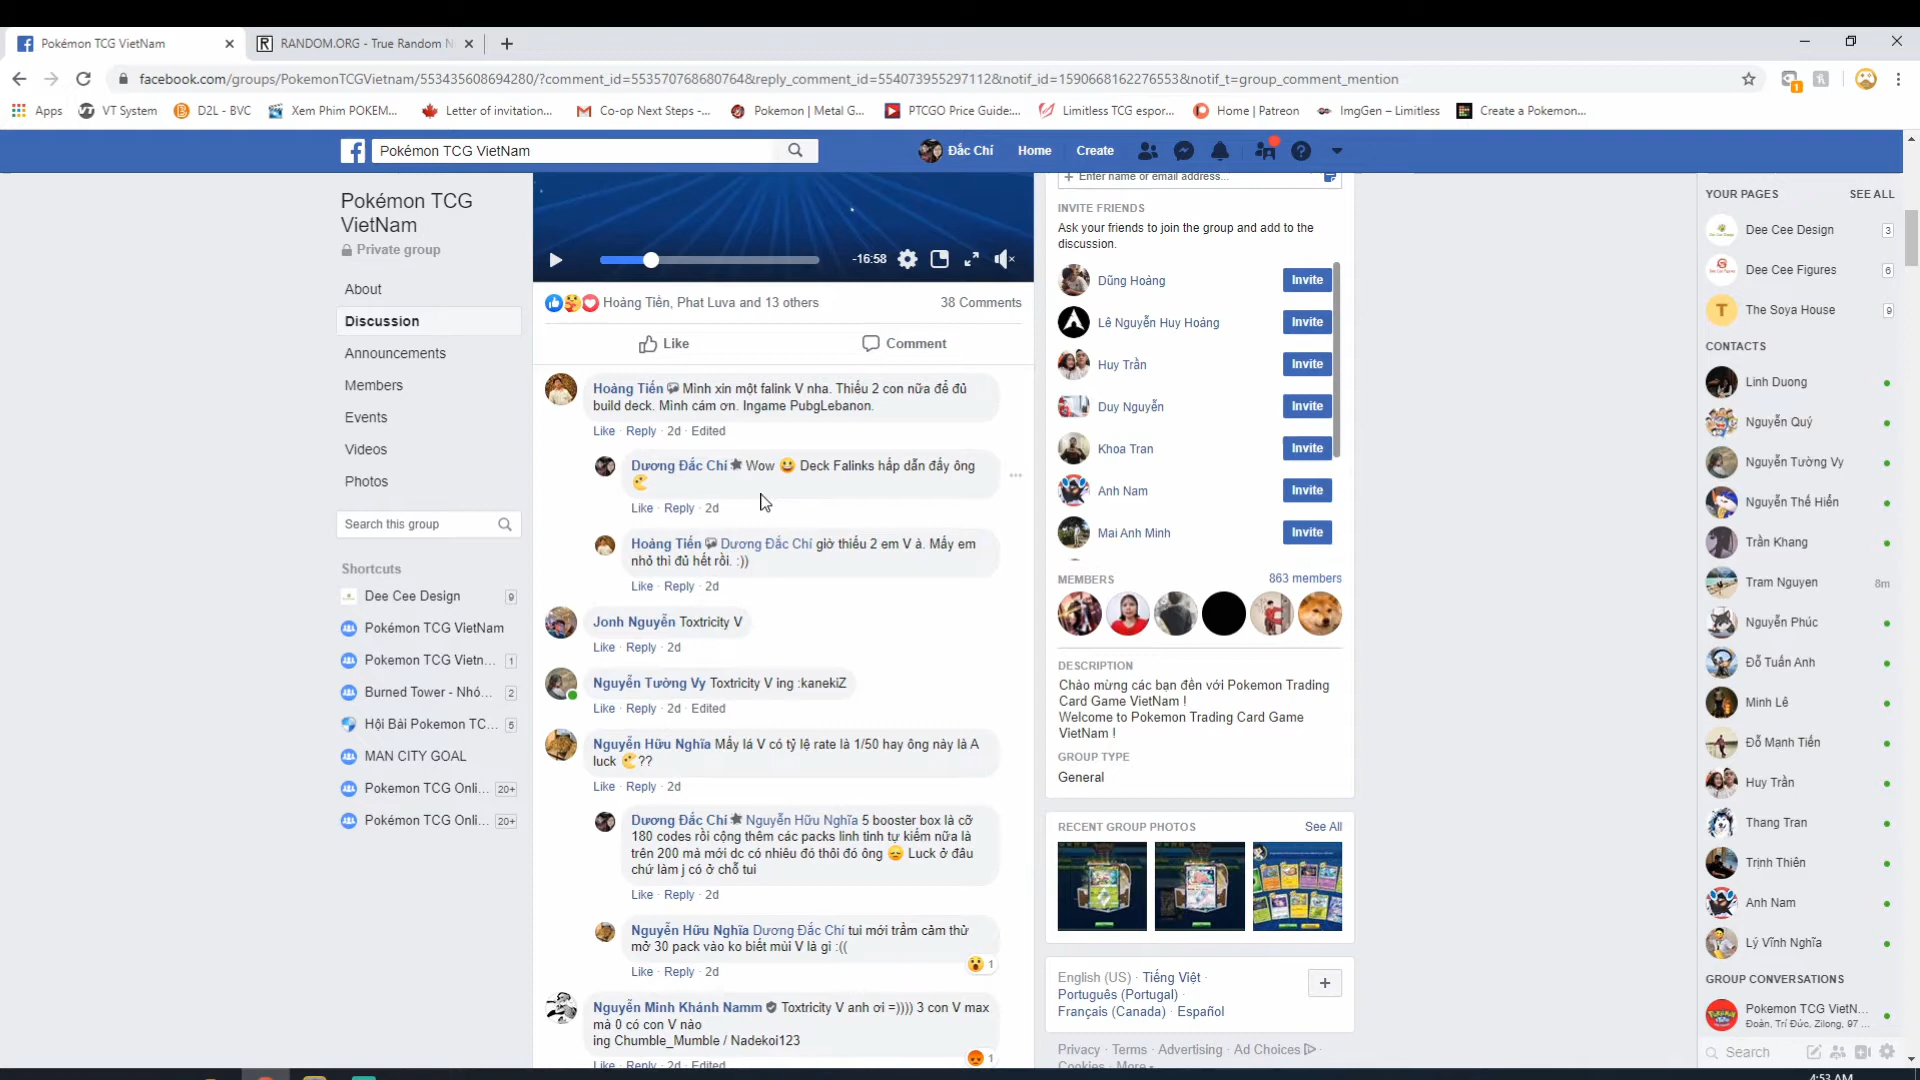 Pokémon TCG VietNam
RANDOM.ORG - True Random N
facebook.com/groups/PokemonTCGVietnam/553435608694280/?comment_id=553570768680764&reply_comment_id=554073955297112&notif_id=1590668162276553&notif_t=group_comment_mention
Apps
VT System
D2L - BVC
Xem Phim POKEM...
Letter of invitation...
Co-op Next Steps -...
Pokemon | Metal G...
PTCGO Price Guide:...
Limitless TCG espor...
Home | Patreon
ImgGen – Limitless
Create a Pokemon...
Pokémon TCG VietNam
Đắc Chí
Home
Create
Pokémon TCG
VietNam
Private group
About
Discussion
Announcements
Members
Events
Videos
Photos
Search this group
Shortcuts
Dee Cee Design 9
Pokémon TCG VietNam
Pokemon TCG Vietn... 1
Burned Tower - Nhó... 2
Hội Bài Pokemon TC... 5
MAN CITY GOAL
Pokemon TCG Onli... 20+
Pokémon TCG Onli... 20+
-16:58
Hoàng Tiến, Phat Luva and 13 others
38 Comments
Like
Comment
Hoàng Tiến Mình xin một falink V nha. Thiếu 2 con nữa để đủ
build deck. Mình cám ơn. Ingame PubgLebanon.
Like · Reply · 2d · Edited
Dương Đắc Chí Wow 😀 Deck Falinks hấp dẫn đấy ông
Like · Reply · 2d
Hoàng Tiến Dương Đắc Chí giờ thiếu 2 em V à. Mấy em
nhỏ thì đủ hết rồi. :))
Like · Reply · 2d
Jonh Nguyễn Toxtricity V
Like · Reply · 2d
Nguyễn Tường Vy Toxtricity V ing :kanekiZ
Like · Reply · 2d · Edited
Nguyễn Hữu Nghĩa Mấy lá V có tỷ lệ rate là 1/50 hay ông này là A
luck ??
Like · Reply · 2d
Dương Đắc Chí Nguyễn Hữu Nghĩa 5 booster box là cỡ
180 codes rồi cộng thêm các packs linh tinh tự kiếm nữa là
trên 200 mà mới dc có nhiêu đó thôi đó ông 😞 Luck ở đâu
chứ làm j có ở chỗ tui
Like · Reply · 2d
Nguyễn Hữu Nghĩa Dương Đắc Chí tui mới trầm cảm thử
mở 30 pack vào ko biết mùi V là gì :((
1
Like · Reply · 2d
Nguyễn Minh Khánh Namm Toxtricity V anh ơi =)))) 3 con V max
mà 0 có con V nào
ing Chumble_Mumble / Nadekoi123
1
Like · Reply · 2d · Edited
Enter name or email address...
INVITE FRIENDS
Ask your friends to join the group and add to the
discussion.
Dũng Hoàng Invite
Lê Nguyễn Huy Hoàng Invite
Huy Trần Invite
Duy Nguyễn Invite
Khoa Tran Invite
Anh Nam Invite
Mai Anh Minh Invite
MEMBERS
863 members
DESCRIPTION
Chào mừng các bạn đến với Pokemon Trading
Card Game VietNam !
Welcome to Pokemon Trading Card Game
VietNam !
GROUP TYPE
General
RECENT GROUP PHOTOS
See All
English (US) · Tiếng Việt ·
Português (Portugal) ·
Français (Canada) · Español
Privacy · Terms · Advertising · Ad Choices ·
Cookies · More
YOUR PAGES
SEE ALL
Dee Cee Design 3
Dee Cee Figures 6
T The Soya House 9
CONTACTS
Linh Duong
Nguyễn Quý
Nguyễn Tường Vy
Nguyễn Thế Hiển
Trần Khang
Tram Nguyen 8m
Nguyễn Phúc
Đỗ Tuấn Anh
Minh Lê
Đỗ Mạnh Tiến
Huy Trần
Thang Tran
Trịnh Thiên
Anh Nam
Lý Vĩnh Nghĩa
GROUP CONVERSATIONS
Pokemon TCG VietN...
Đoàn, Trí Đức, Zilong, 97 ...
Search
4:53 AM